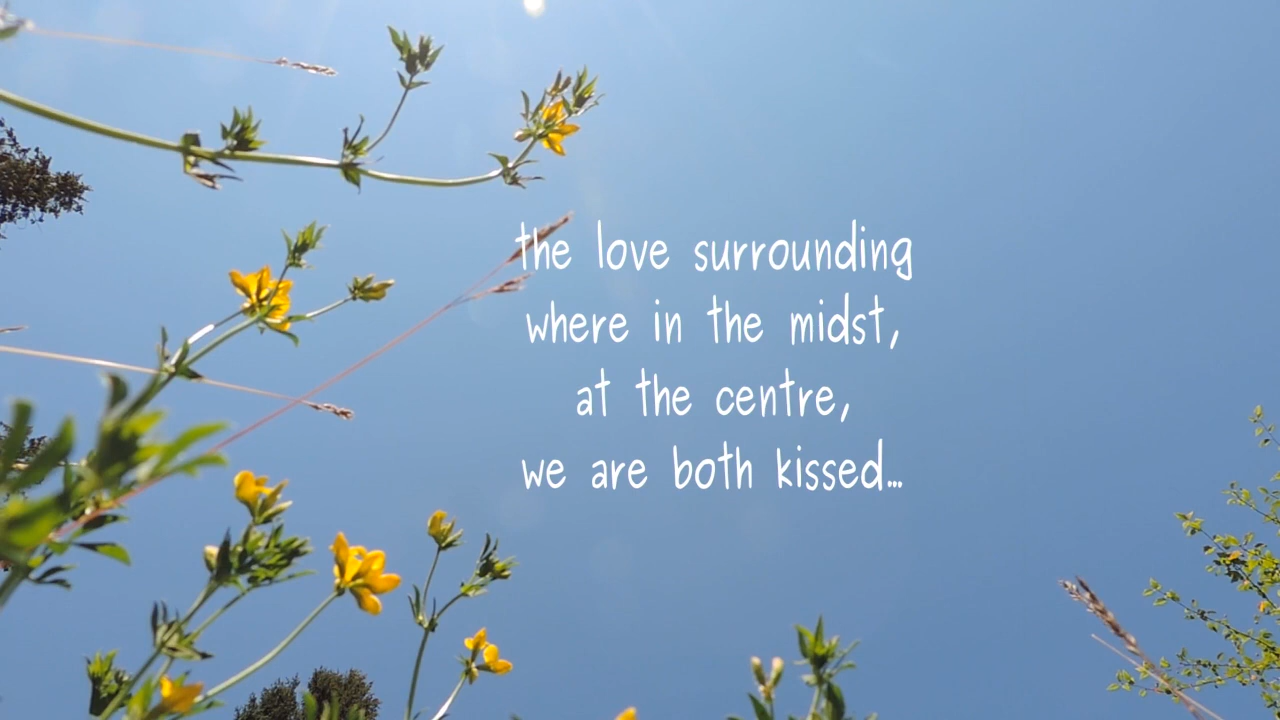 the love surrounding
where in the midst,
at the centre,
we are both kissed...